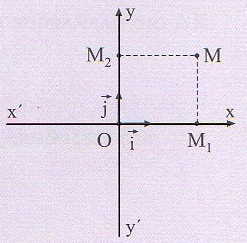 y
M₂ M
x´ j⃗ x
O i⃗ M₁
y´